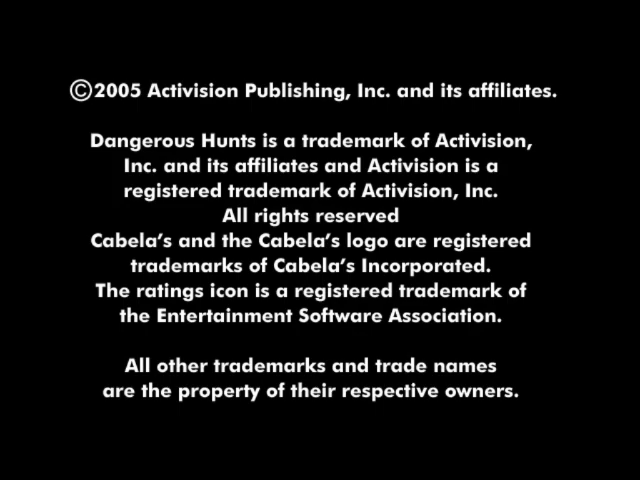 ©2005 Activision Publishing, Inc. and its affiliates.
Dangerous Hunts is a trademark of Activision,
Inc. and its affiliates and Activision is a
registered trademark of Activision, Inc.
All rights reserved
Cabela's and the Cabela's logo are registered
trademarks of Cabela's Incorporated.
The ratings icon is a registered trademark of
the Entertainment Software Association.
All other trademarks and trade names
are the property of their respective owners.